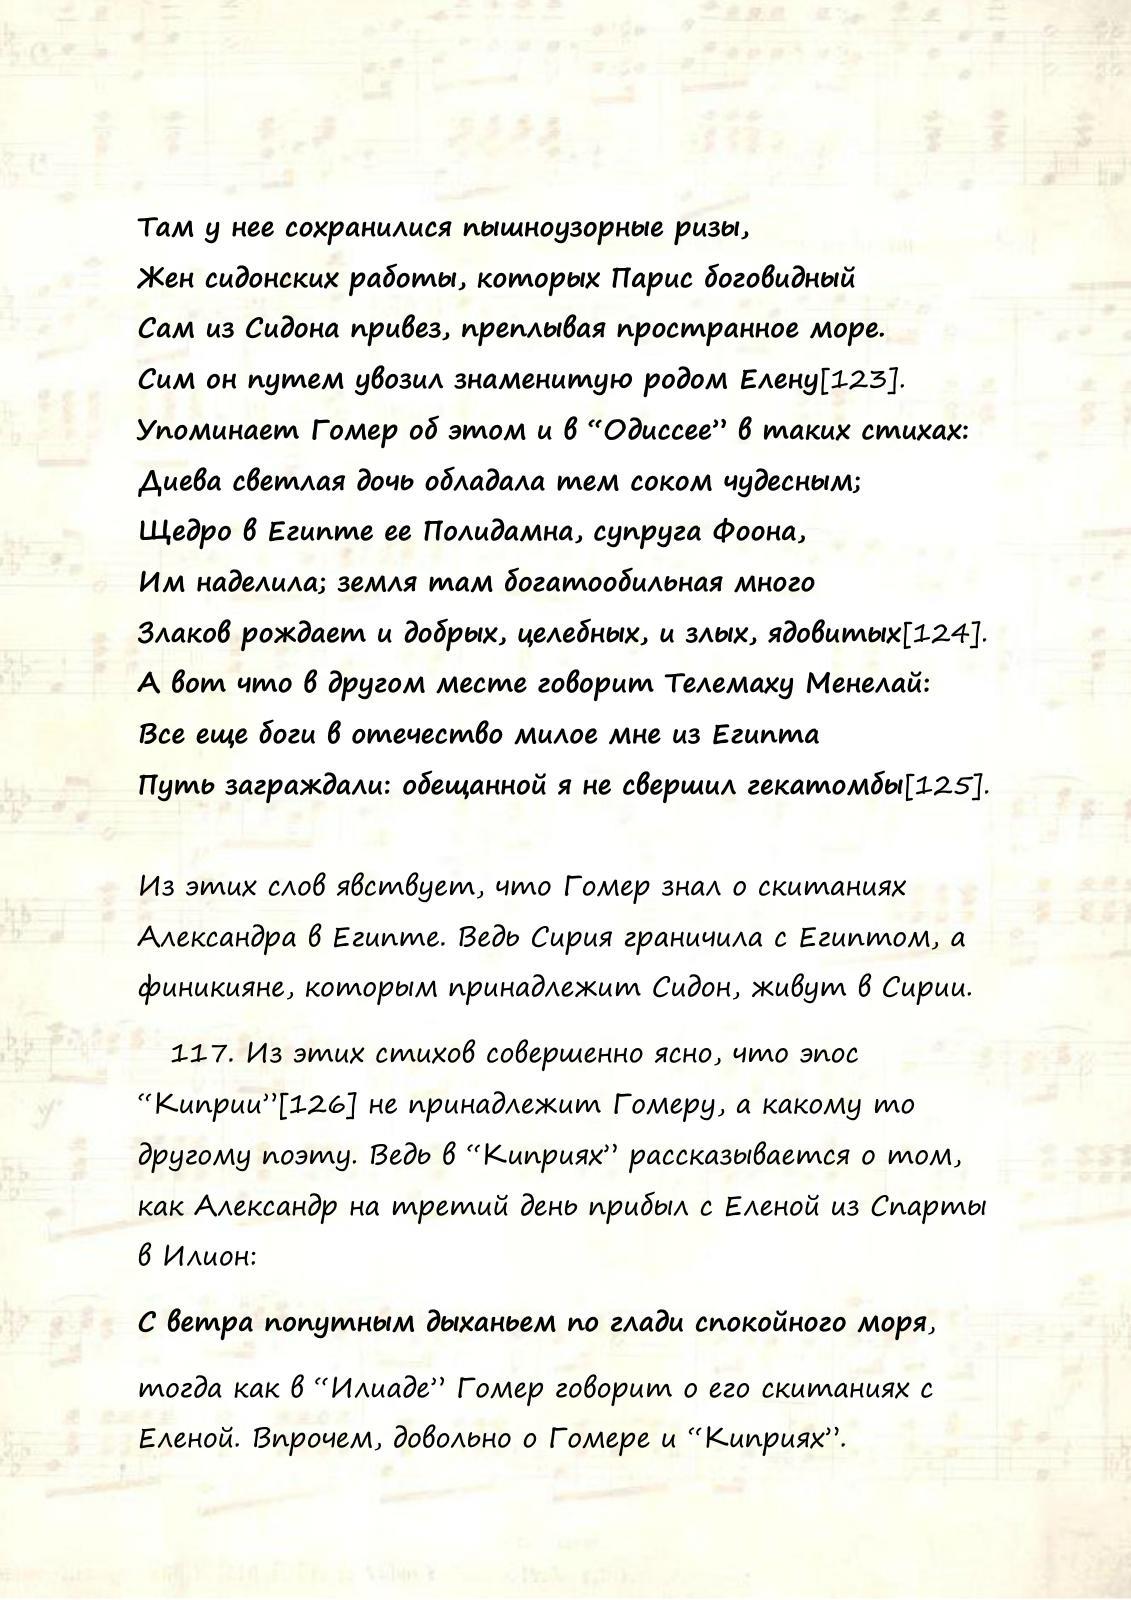 Там у нее сохранилися пышноузорные ризы,
Жен сидонских работы, которых Парис боговидный
Сам из Сидона привез, преплывая пространное море.
Сим он путем увозил знаменитую родом Елену[123].
Упоминает Гомер об этом и в “Одиссее” в таких стихах:
Диева светлая дочь обладала тем соком чудесным;
Щедро в Египте ее Полидамна, супруга Фоона,
Им наделила; земля там богатообильная много
Злаков рождает и добрых, целебных, и злых, ядовитых[124].
А вот что в другом месте говорит Телемаху Менелай:
Все еще боги в отечество милое мне из Египта
Путь заграждали: обещанной я не свершил гекатомбы[125].
Из этих слов явствует, что Гомер знал о скитаниях
Александра в Египте. Ведь Сирия граничила с Египтом, а
финикияне, которым принадлежит Сидон, живут в Сирии.
117. Из этих стихов совершенно ясно, что эпос
“Киприи”[126] не принадлежит Гомеру, а какому то
другому поэту. Ведь в “Киприях” рассказывается о том,
как Александр на третий день прибыл с Еленой из Спарты
в Илион:
С ветра попутным дыханьем по глади спокойного моря,
тогда как в “Илиаде” Гомер говорит о его скитаниях с
Еленой. Впрочем, довольно о Гомере и “Киприях”.